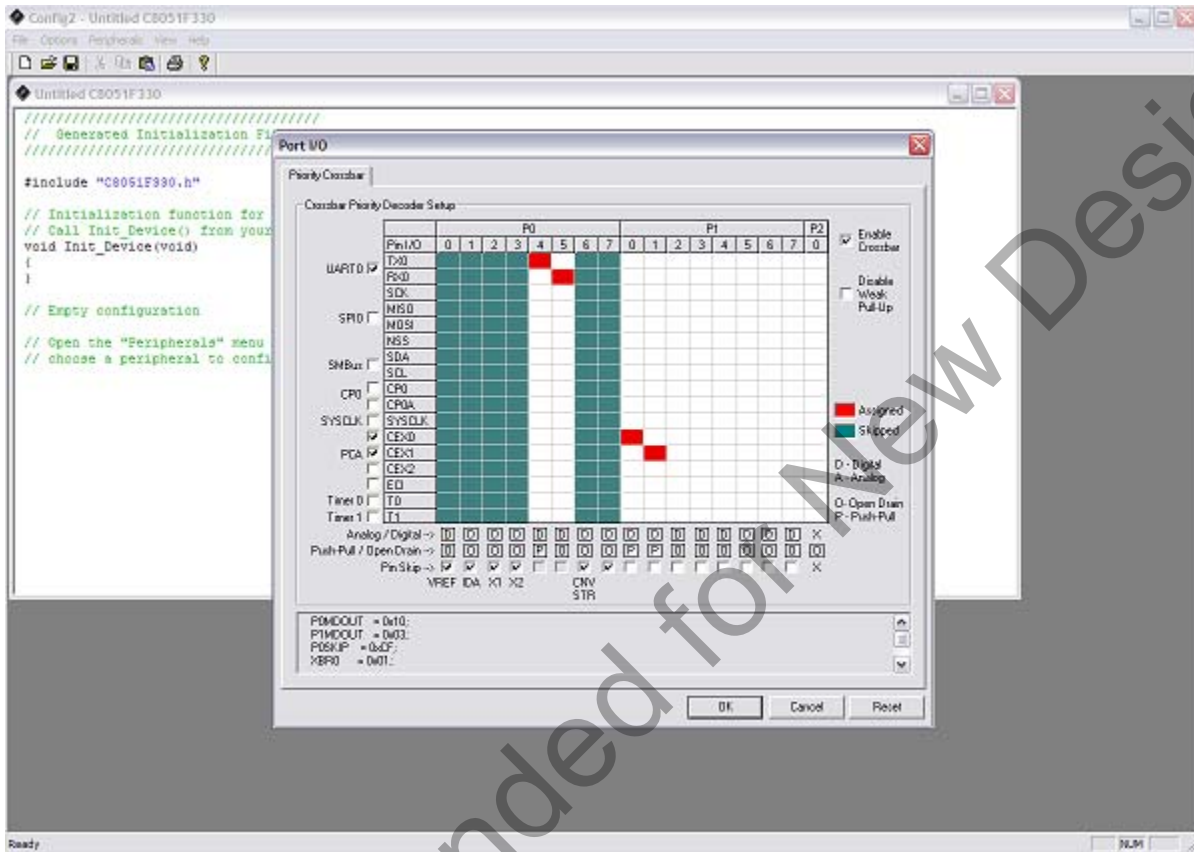 Config2 - Untitled C8051F330
File Options Peripherals View Help
Untitled C8051F330
/////////////////////////////////////
// Generated Initialization Fi
///////////////////////////////
#include "C8051F330.h"
// Initialization function for
// Call Init_Device() from your
void Init_Device(void)
{
}
// Empty configuration
// Open the "Peripherals" menu
// choose a peripheral to confi
Port I/O
Priority Crossbar
Crossbar Priority Decoder Setup
P0 P1 P2
Pin I/O 0 1 2 3 4 5 6 7 0 1 2 3 4 5 6 7 0
UART0 TX0
RX0
SPI0 SCK
MISO
MOSI
NSS
SMBus SDA
SCL
CP0 CP0
CP0A
SYSCLK SYSCLK
PCA CEX0
CEX1
CEX2
ECI
Timer 0 T0
Timer 1 T1
Enable Crossbar
Disable Weak Pull-Up
Assigned
Skipped
D - Digital
A - Analog
O- Open Drain
P - Push-Pull
Analog / Digital -> D D D D D D D D D D D D D D D D X
Push-Pull / Open Drain -> O O O O P O O O P P O O O O O O O
Pin Skip -> X
VREF IDA X1 X2 CNV STR
P0MDOUT = 0x10;
P1MDOUT = 0x03;
P0SKIP = 0xCF;
XBR0 = 0x01;
OK Cancel Reset
Ready NUM
nded for New Desig